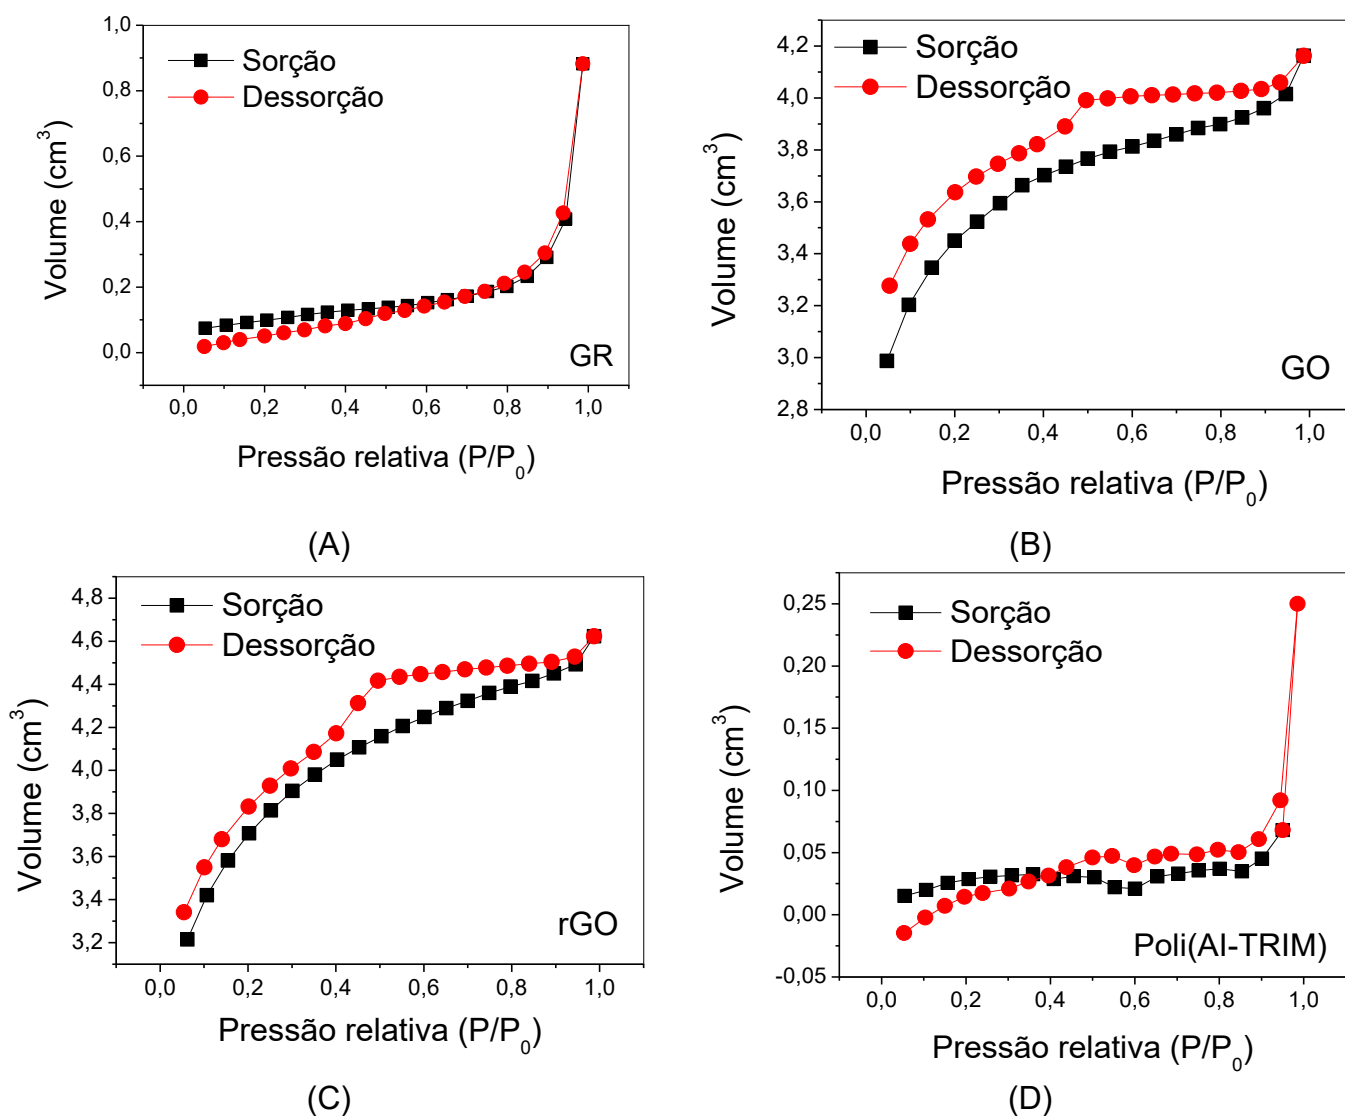 1,0
0,8
0,6
0,4
0,2
0,0
Volume (cm³)
Sorção
Dessorção
GR
0,0 0,2 0,4 0,6 0,8 1,0
Pressão relativa (P/P₀)
(A)
4,2
4,0
3,8
3,6
3,4
3,2
3,0
2,8
Volume (cm³)
Sorção
Dessorção
GO
0,0 0,2 0,4 0,6 0,8 1,0
Pressão relativa (P/P₀)
(B)
4,8
4,6
4,4
4,2
4,0
3,8
3,6
3,4
3,2
Volume (cm³)
Sorção
Dessorção
rGO
0,0 0,2 0,4 0,6 0,8 1,0
Pressão relativa (P/P₀)
(C)
0,25
0,20
0,15
0,10
0,05
0,00
-0,05
Volume (cm³)
Sorção
Dessorção
Poli(AI-TRIM)
0,0 0,2 0,4 0,6 0,8 1,0
Pressão relativa (P/P₀)
(D)